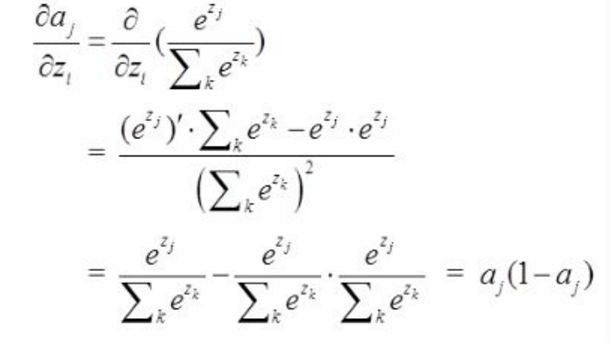 ∂a_j/∂z_i = ∂/∂z_i (e^{z_j} / ∑_k e^{z_k})
= ((e^{z_j})′ · ∑_k e^{z_k} − e^{z_j} · e^{z_j}) / (∑_k e^{z_k})^2
= e^{z_j} / ∑_k e^{z_k} − e^{z_j} / ∑_k e^{z_k} · e^{z_j} / ∑_k e^{z_k} = a_j(1−a_j)